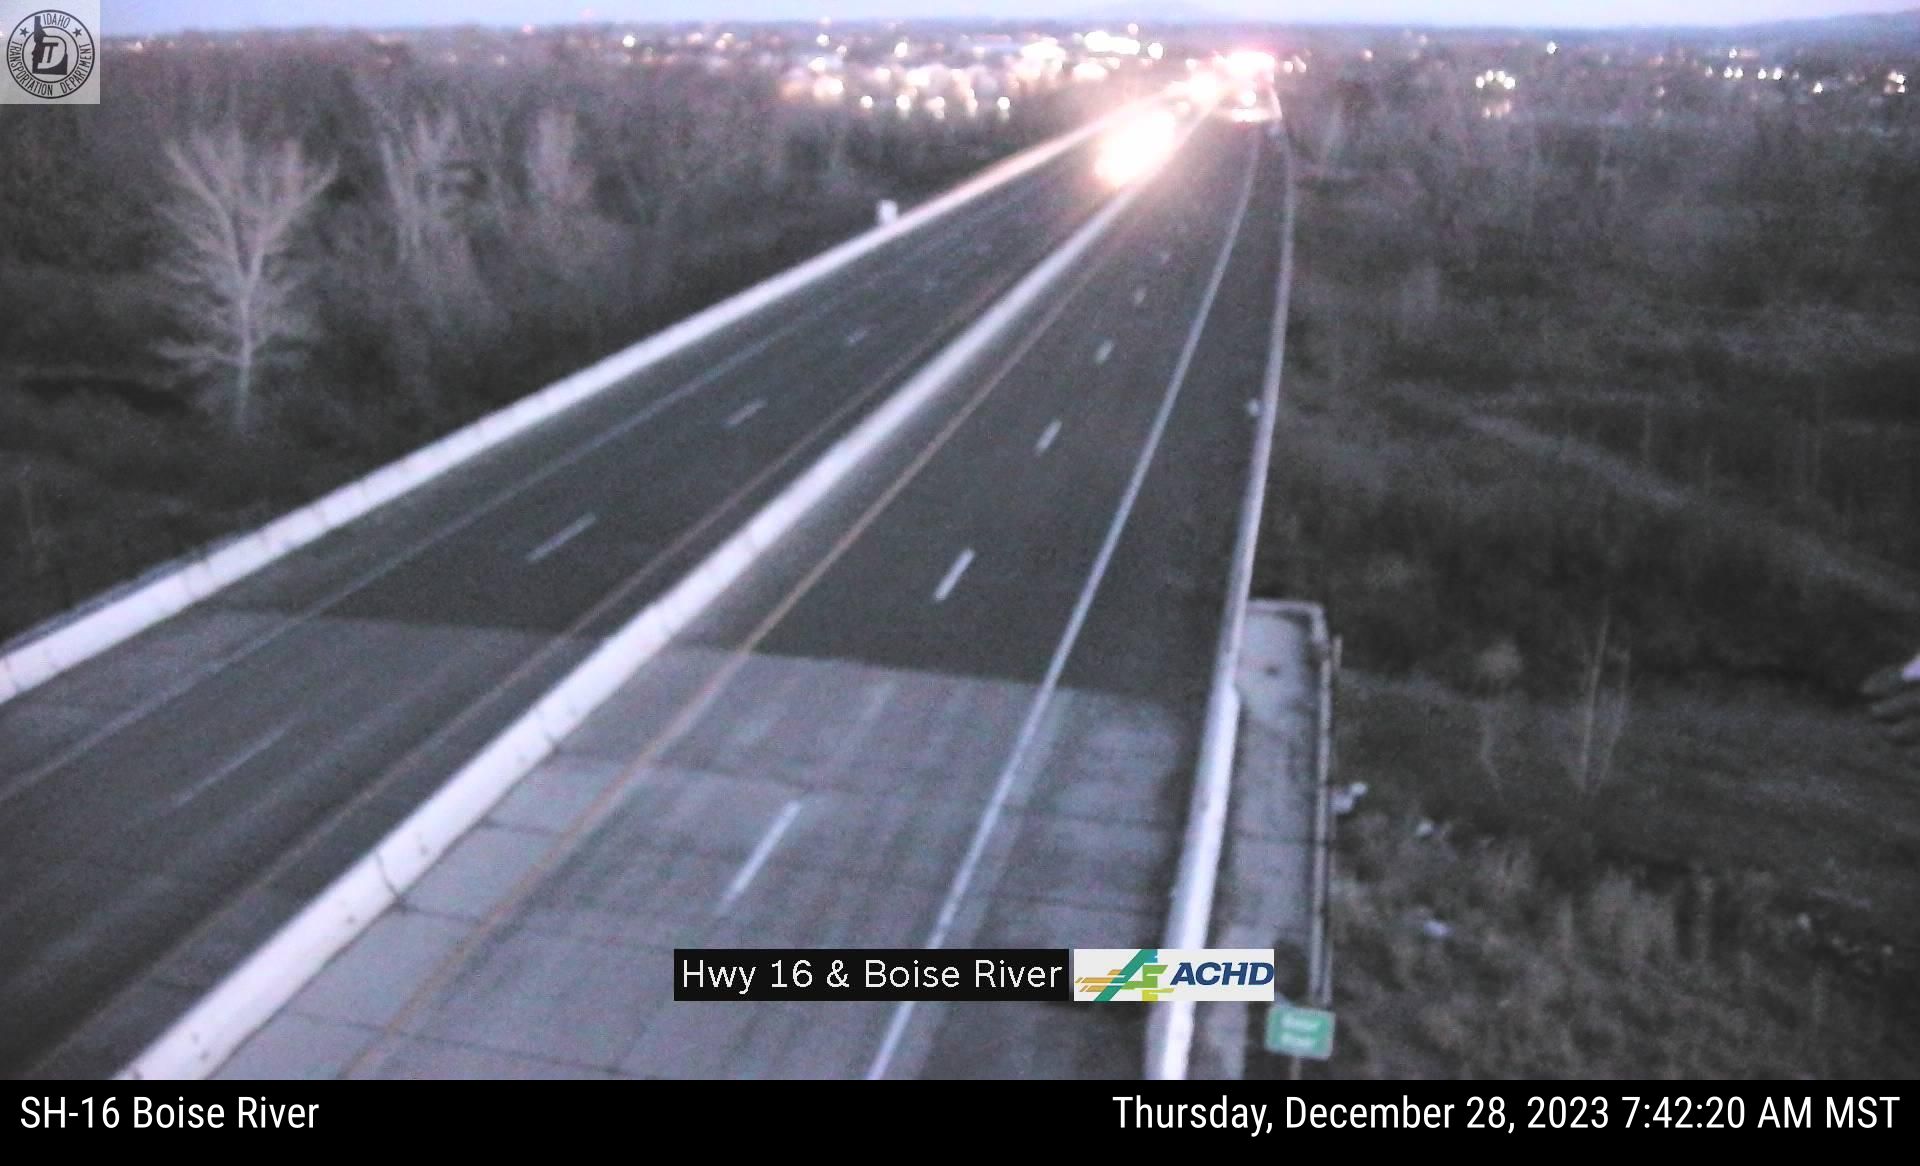 IDAHO
TRANSPORTATION DEPARTMENT
Hwy 16 & Boise River
ACHD
SH-16 Boise River
Thursday, December 28, 2023 7:42:20 AM MST